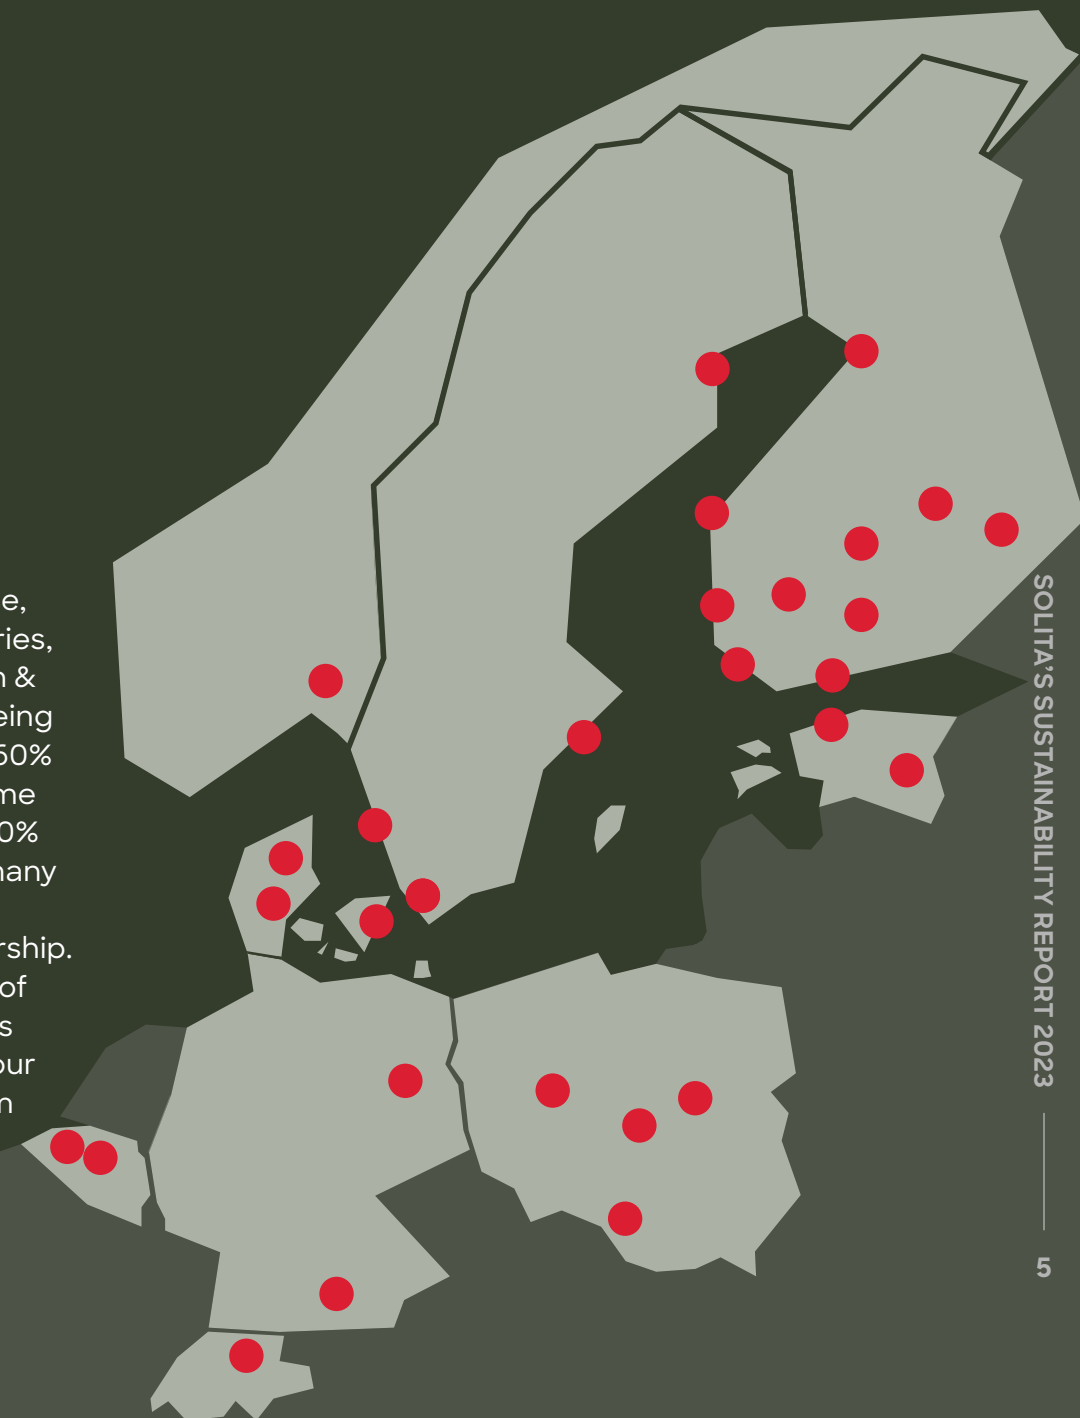 e,
ries,
n &
eing
50%
me
0%
nany
rship.
of
s
our
n
SOLITA'S SUSTAINABILITY REPORT 2023
5